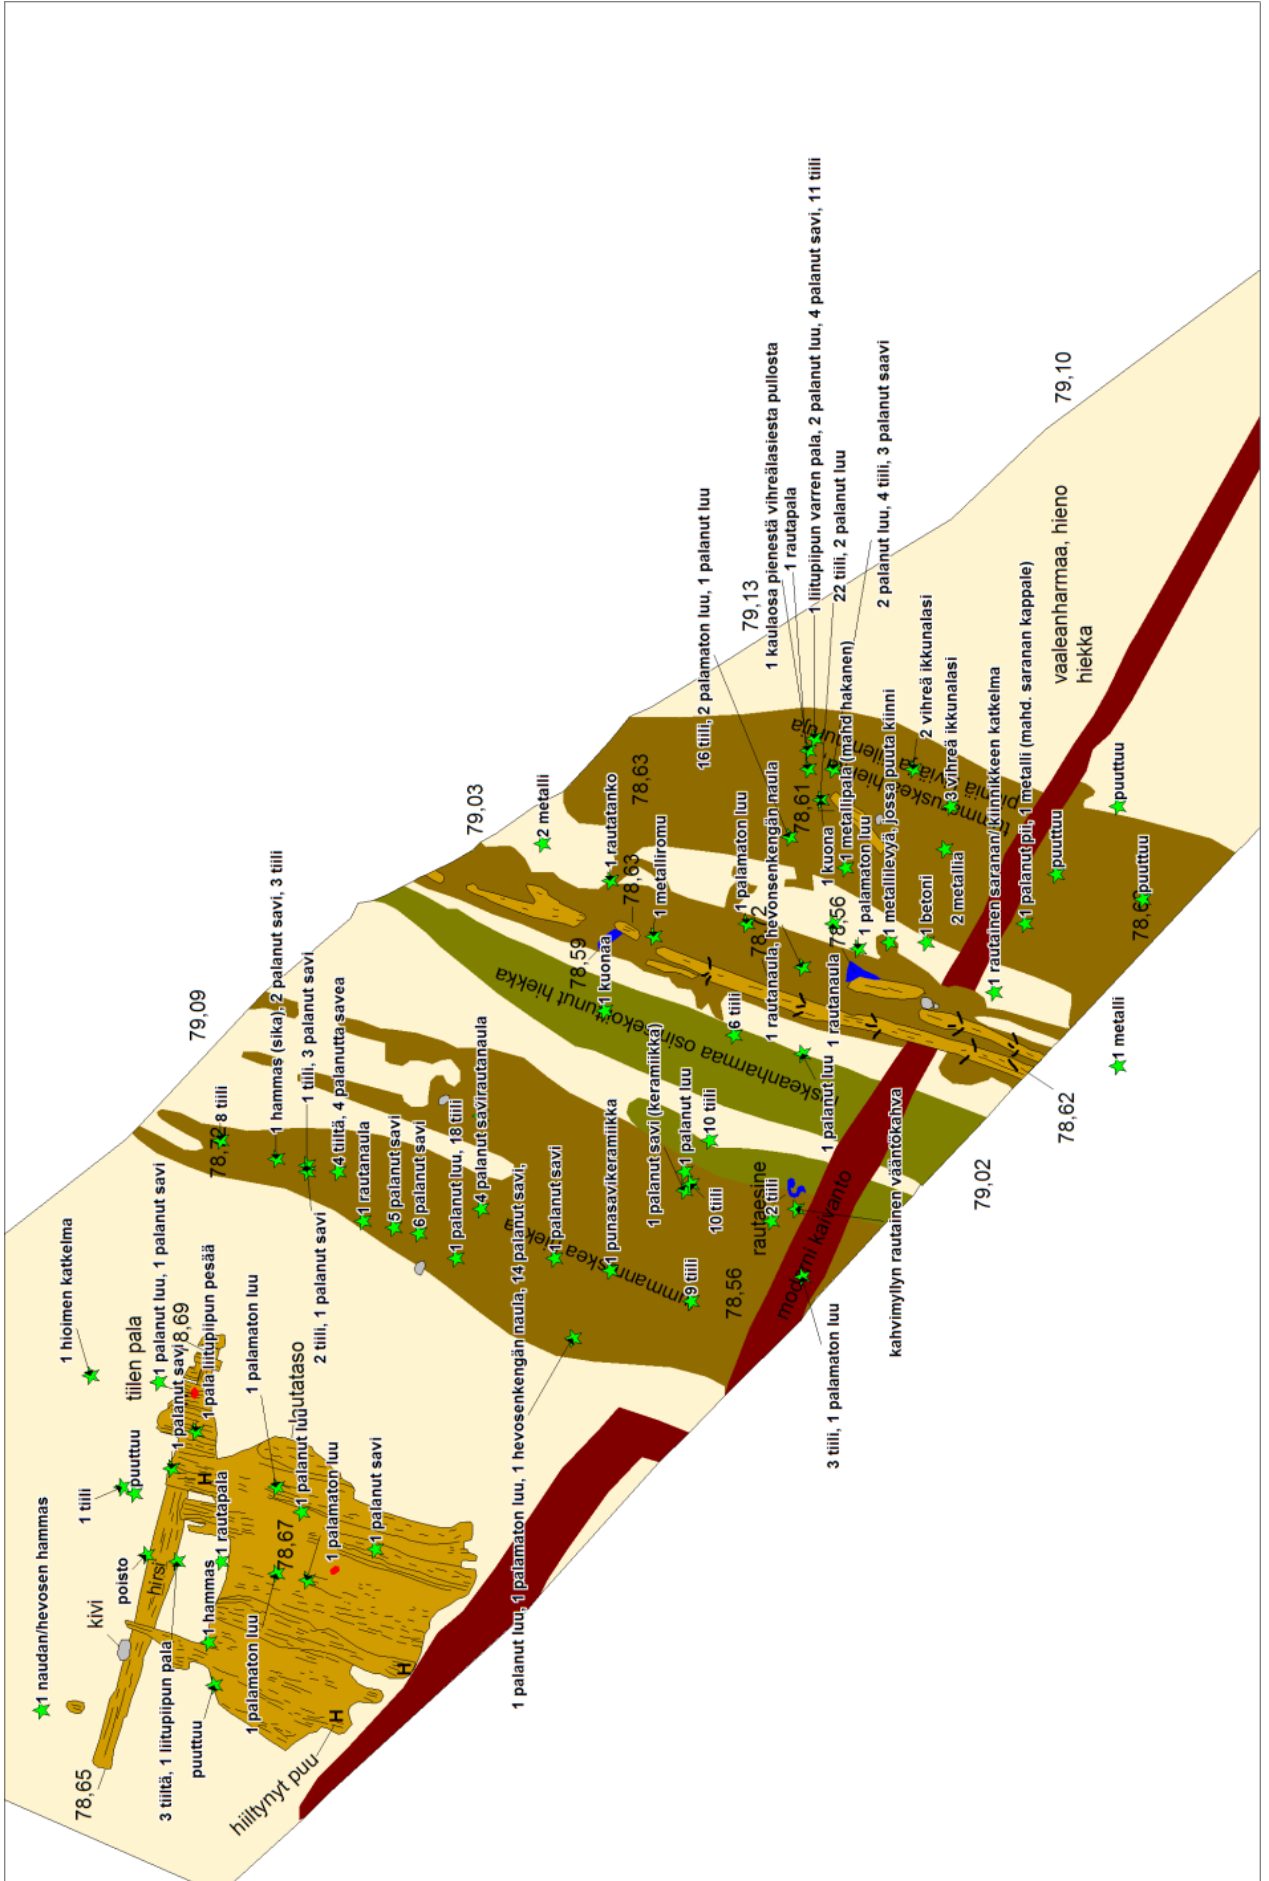 1 naudan/hevosen hammas
1 hioimen katkelma
1 tiili
puuttuu
tiilen pala
1 palanut luu, 1 palanut savi
78,69
1 palanut savi
1 pala liitupiipun pesää
poisto
hirsi
kivi
78,65
3 tiiltä, 1 liitupiipun pala
puuttuu
1 hammas
1 rautapala
H
1 palamaton luu
1 palamaton luu
lautataso
1 palanut luu
78,67
1 palamaton luu
1 palanut savi
H
H
hiiltynyt puu
79,09
78,72
8 tiili
1 hammas (sika), 2 palanut savi, 3 tiili
1 tiili, 3 palanut savi
2 tiili, 1 palanut savi
4 tiiltä, 4 palanutta savea
1 rautanaula
5 palanut savi
6 palanut savi
1 palanut luu, 18 tiili
4 palanut savi
rautanaula
1 palanut luu, 1 palamaton luu, 1 hevosenkengän naula, 14 palanut savi,
1 palanut savi
1 punasavikeramiikka
1 palanut savi (keramiikka)
1 palanut luu
10 tiili
10 tiili
9 tiili
78,56
rautaesine
2 tiili
moderni kaivanto
3 tiili, 1 palamaton luu
kahvimyllyn rautainen vääntökahva
79,03
2 metalli
1 rautatanko
78,63
78,63
1 metalliromu
78,59
1 kuonaa
osin sekoittunut hiekka
6 tiili
1 palanut luu
1 palamaton luu
78,72
1 rautanaula, hevonsenkengän naula
1 rautanaula
16 tiili, 2 palamaton luu, 1 palanut luu
79,13
1 kaulaosa pienestä vihreälasiesta pullosta
1 rautapala
1 liitupiipun varren pala, 2 palanut luu, 4 palanut savi, 11 tiili
22 tiili, 2 palanut luu
2 palanut luu, 4 tiili, 3 palanut saavi
78,61
1 kuona
1 metallipala (mahd hakanen)
78,56
1 palamaton luu
1 metallilevyä, jossa puuta kiinni
2 vihreä ikkunalasi
1 betoni
2 metallia
3 vihreä ikkunalasi
1 rautainen saranan/kiinnikkeen katkelma
1 palanut pii, 1 metalli (mahd. saranan kappale)
puuttuu
puuttuu
puuttuu
79,10
vaaleanharmaa, hieno
hiekka
79,02
78,62
1 metalli